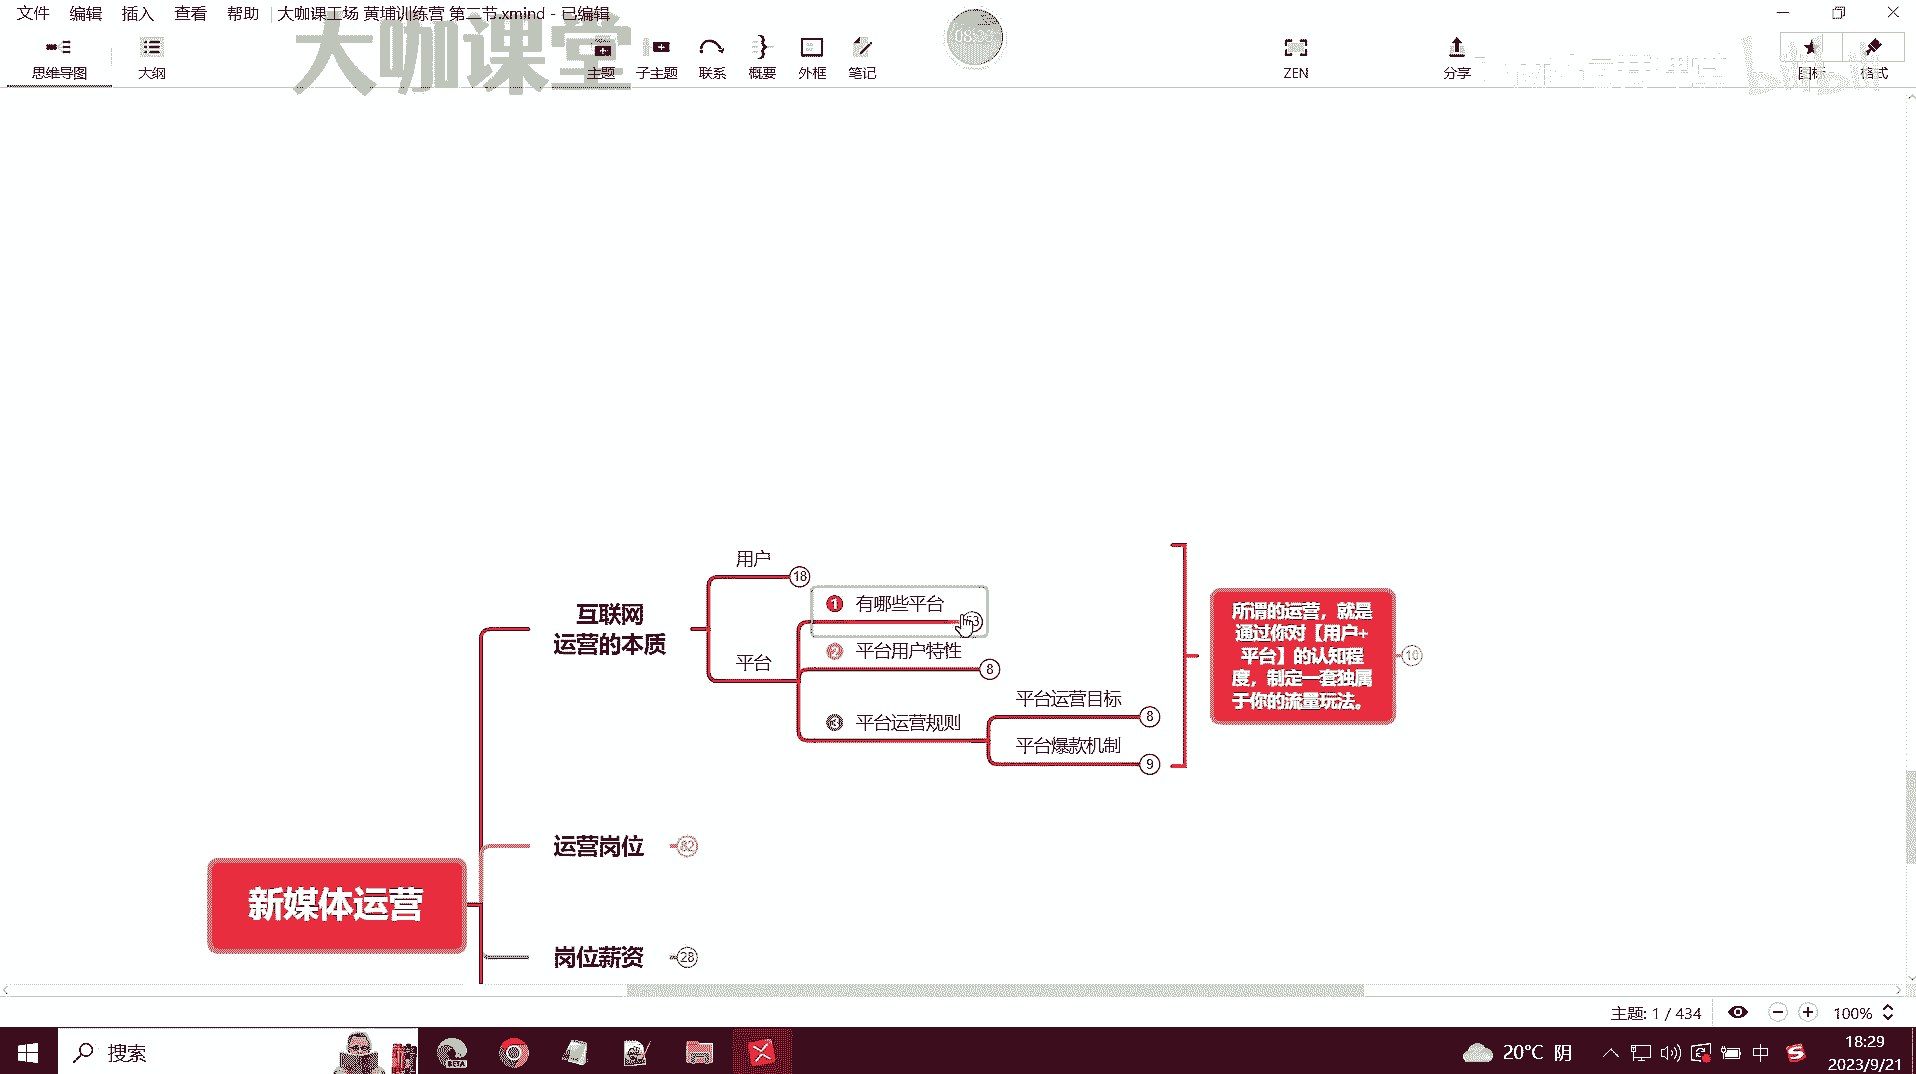 文件 编辑 插入 查看 帮助 大咖课工场 黄埔训练营 第二节.xmind - 已编辑
大咖课堂
思维导图 大纲 主题 子主题 联系 概要 外框 笔记 ZEN 分享 图标 格式
bilibili
用户
18
1 有哪些平台
互联网
运营的本质
2 平台用户特性
8
平台
3 平台运营规则
平台运营目标
8
平台爆款机制
9
所谓的运营，就是
通过你对【用户+
平台】的认知程
度，制定一套独属
于你的流量玩法。
10
运营岗位
82
新媒体运营
岗位薪资
28
主题: 1 / 434 100%
搜索
BETA
20°C 阴
中
18:29
2023/9/21